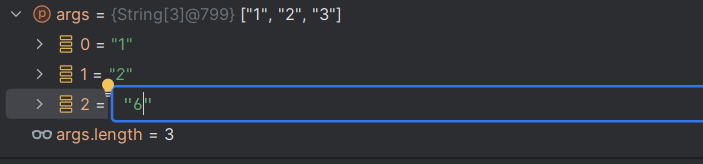 args = {String[3]@799} ["1", "2", "3"]
0 = "1"
1 = "2"
2 = "6"
args.length = 3